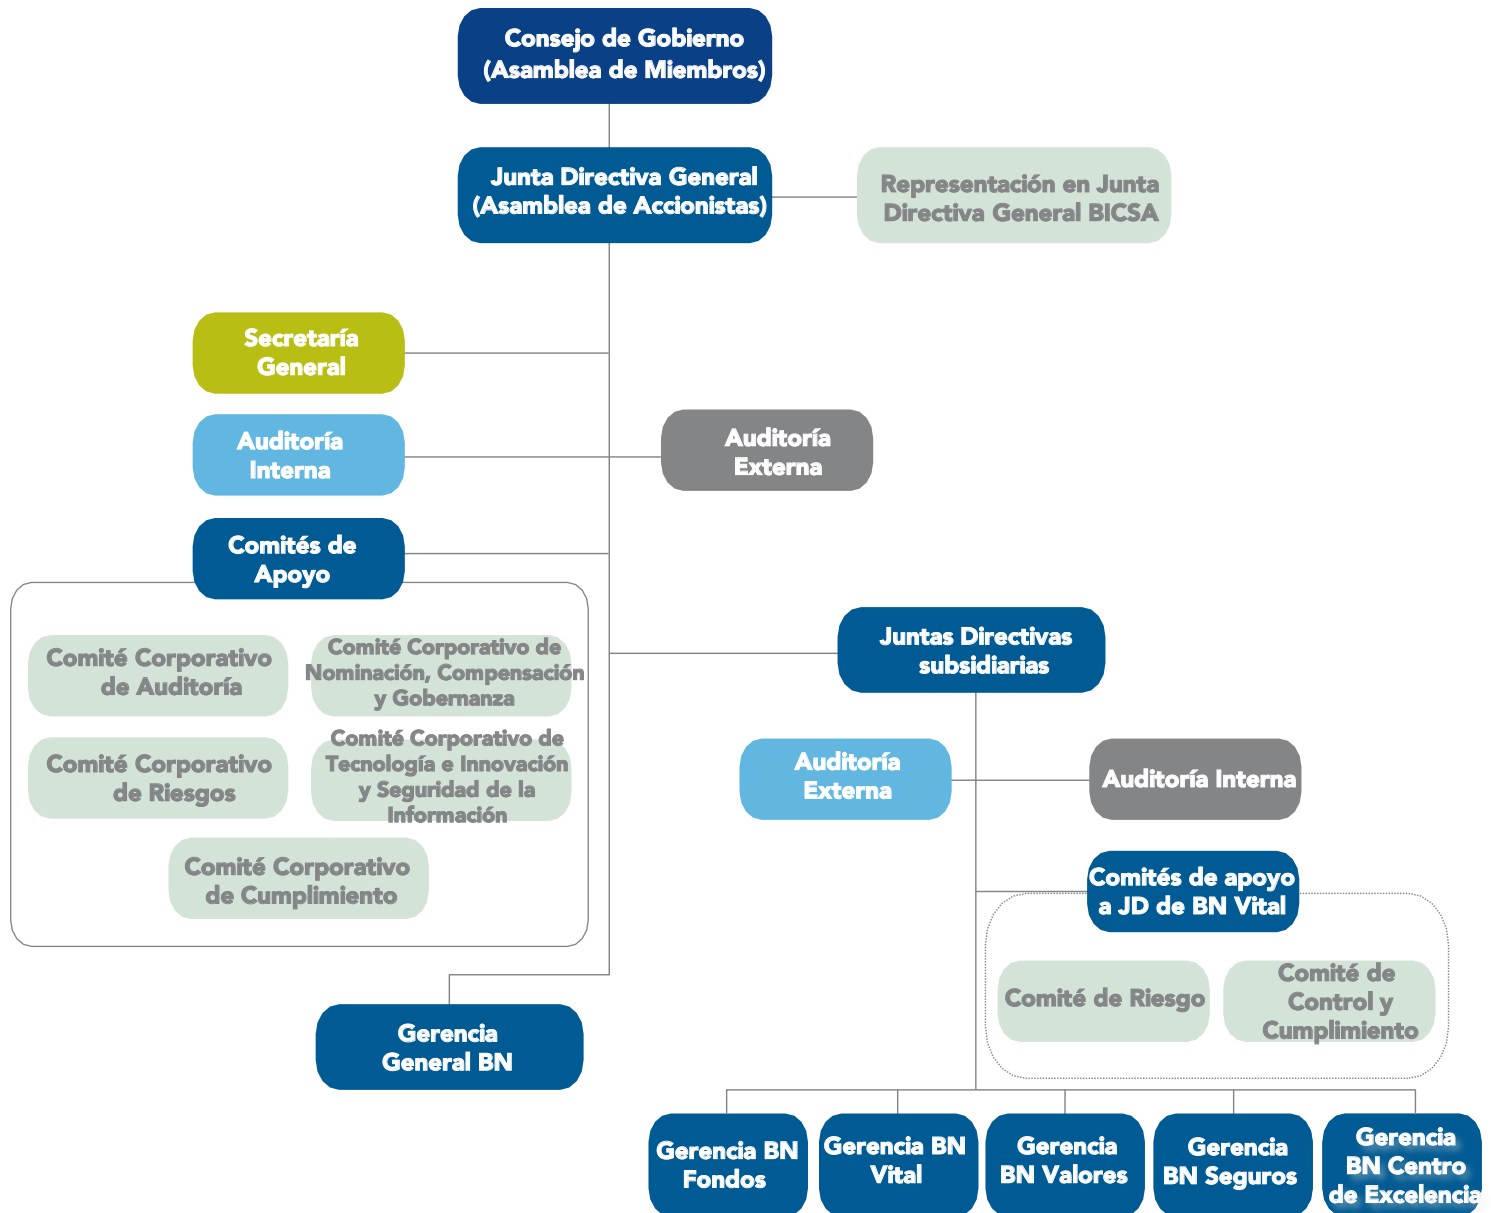 Consejo de Gobierno
(Asamblea de Miembros)
Junta Directiva General
(Asamblea de Accionistas)
Representación en Junta
Directiva General BICSA
Secretaría
General
Auditoría
Interna
Auditoría
Externa
Comités de
Apoyo
Comité Corporativo
de Auditoría
Comité Corporativo de
Nominación, Compensación
y Gobernanza
Comité Corporativo
de Riesgos
Comité Corporativo de
Tecnología e Innovación
y Seguridad de la
Información
Comité Corporativo
de Cumplimiento
Gerencia
General BN
Juntas Directivas
subsidiarias
Auditoría
Externa
Auditoría Interna
Comités de apoyo
a JD de BN Vital
Comité de Riesgo
Comité de
Control y
Cumplimiento
Gerencia BN
Fondos
Gerencia BN
Vital
Gerencia
BN Valores
Gerencia
BN Seguros
Gerencia
BN Centro
de Excelencia